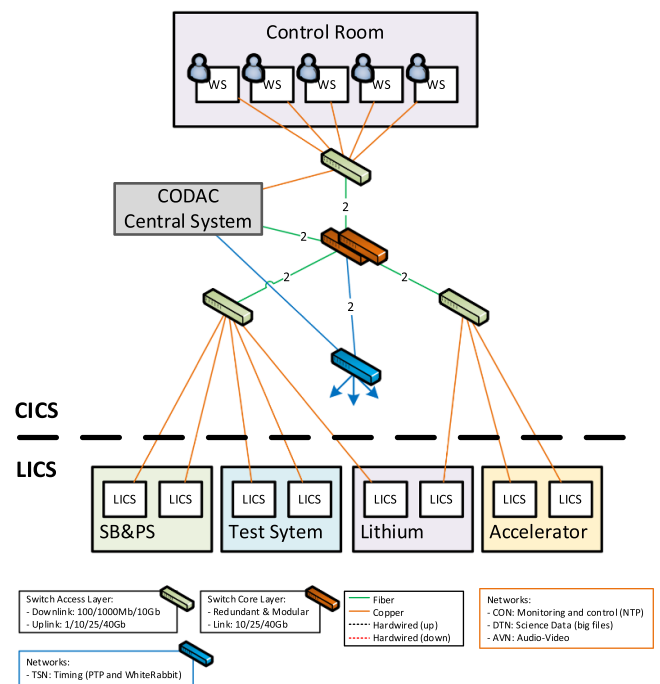 Control Room
WS WS WS WS WS
CODAC
Central System
2
2
2
2
2
CICS
LICS
LICS LICS LICS LICS LICS LICS LICS LICS
SB&PS Test Sytem Lithium Accelerator
Switch Access Layer:
- Downlink: 100/1000Mb/10Gb
- Uplink: 1/10/25/40Gb
Switch Core Layer:
- Redundant & Modular
- Link: 10/25/40Gb
Fiber
Copper
Hardwired (up)
Hardwired (down)
Networks:
- CON: Monitoring and control (NTP)
- DTN: Science Data (big files)
- AVN: Audio-Video
Networks:
- TSN: Timing (PTP and WhiteRabbit)